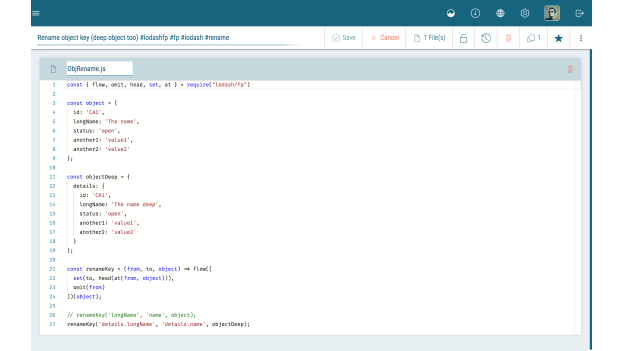 Rename object key (deep object too) #lodashfp #fp #lodash #rename
Save
× Cancel
1 File(s)
1
ObjRename.js
1 const { flow, omit, head, set, at } = require("lodash/fp")
2
3 const object = {
4 id: 'CA1',
5 longName: 'The name',
6 status: 'open',
7 another1: 'value1',
8 another2: 'value2'
9 };
10
11 const objectDeep = {
12 details: {
13 id: 'CA1',
14 longName: 'The name deep',
15 status: 'open',
16 another1: 'value1',
17 another2: 'value2'
18 }
19 };
20
21 const renameKey = (from, to, object) => flow([
22 set(to, head(at(from, object))),
23 omit(from)
24 ])(object);
25
26 // renameKey('longName', 'name', object);
27 renameKey('details.longName', 'details.name', objectDeep);